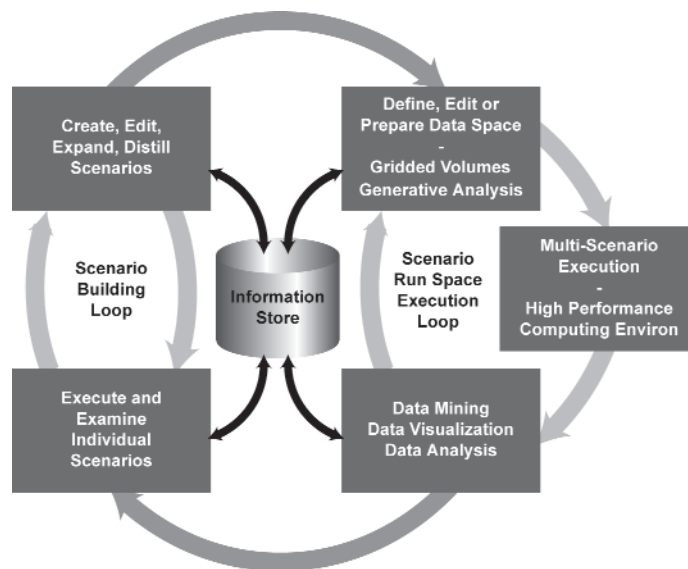 Create, Edit,
Expand, Distill
Scenarios
Define, Edit or
Prepare Data Space
-
Gridded Volumes
Generative Analysis
Scenario
Building
Loop
Information
Store
Scenario
Run Space
Execution
Loop
Multi-Scenario
Execution
-
High Performance
Computing Environ
Execute and
Examine
Individual
Scenarios
Data Mining
Data Visualization
Data Analysis